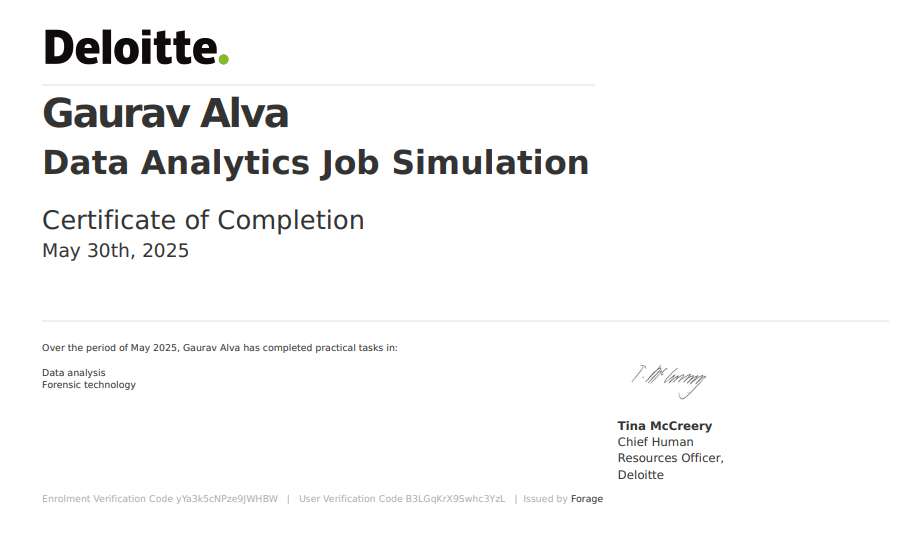 Deloitte.
Gaurav Alva
Data Analytics Job Simulation
Certificate of Completion
May 30th, 2025
Over the period of May 2025, Gaurav Alva has completed practical tasks in:
Data analysis
Forensic technology
T. McCreery
Tina McCreery
Chief Human
Resources Officer,
Deloitte
Enrolment Verification Code yYa3k5cNPze9JWHBW | User Verification Code B3LGqKrX9Swhc3YzL | Issued by Forage